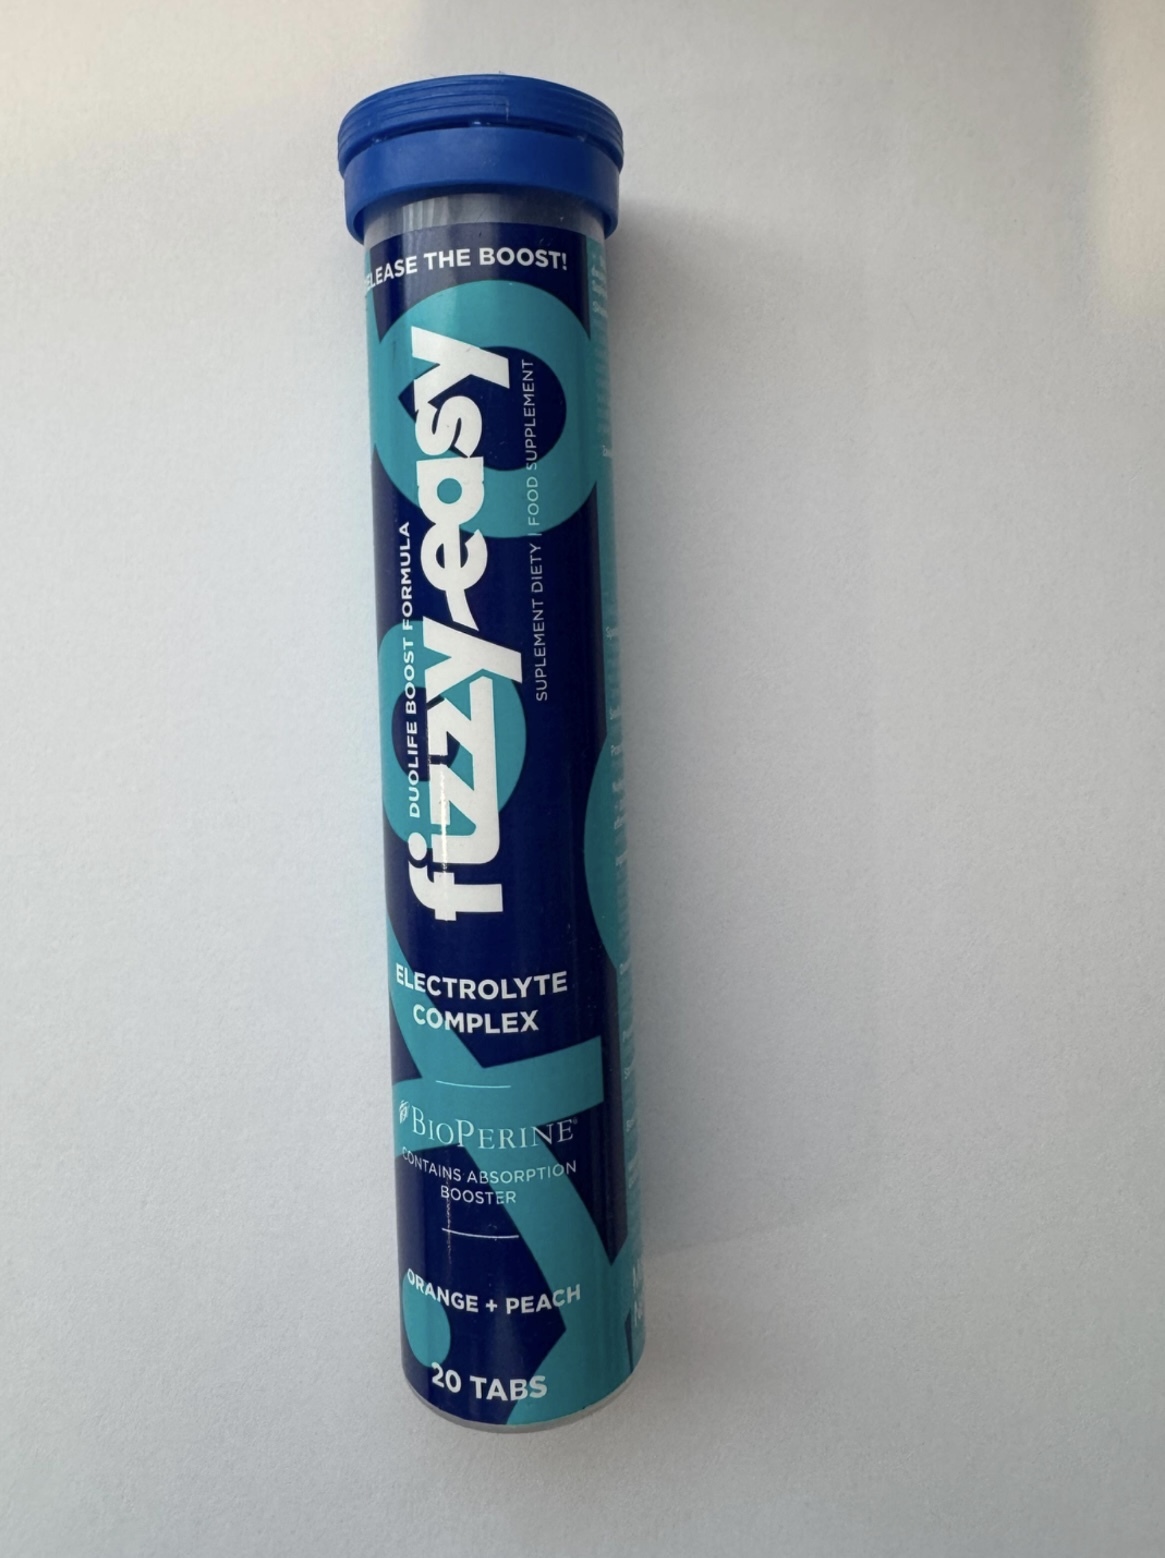 ELEASE THE BOOST!
DUOLIFE BOOST FORMULA
fizzy-easy
SUPLEMENT DIETY | FOOD SUPPLEMENT
ELECTROLYTE
COMPLEX
BIOPERINE®
CONTAINS ABSORPTION
BOOSTER
ORANGE + PEACH
20 TABS